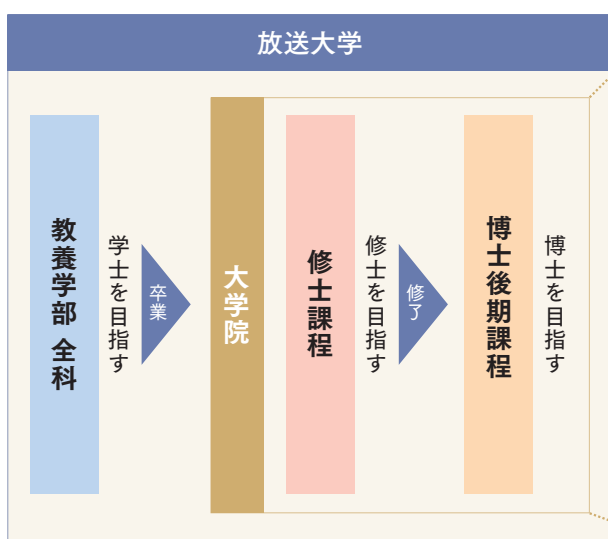 放送大学
教養学部 全科
学士を目指す
卒業
大学院
修士課程
修士を目指す
修了
博士後期課程
博士を目指す